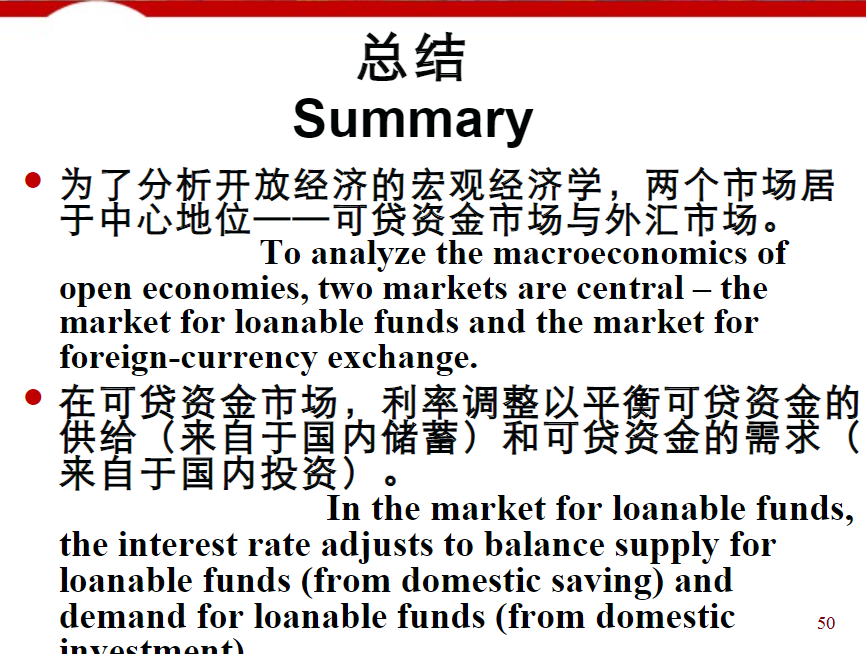 总结
Summary
为了分析开放经济的宏观经济学，两个市场居
于中心地位——可贷资金市场与外汇市场。
To analyze the macroeconomics of
open economies, two markets are central – the
market for loanable funds and the market for
foreign-currency exchange.
在可贷资金市场，利率调整以平衡可贷资金的
供给（来自于国内储蓄）和可贷资金的需求（
来自于国内投资）。
In the market for loanable funds,
the interest rate adjusts to balance supply for
loanable funds (from domestic saving) and
demand for loanable funds (from domestic
investment)
50